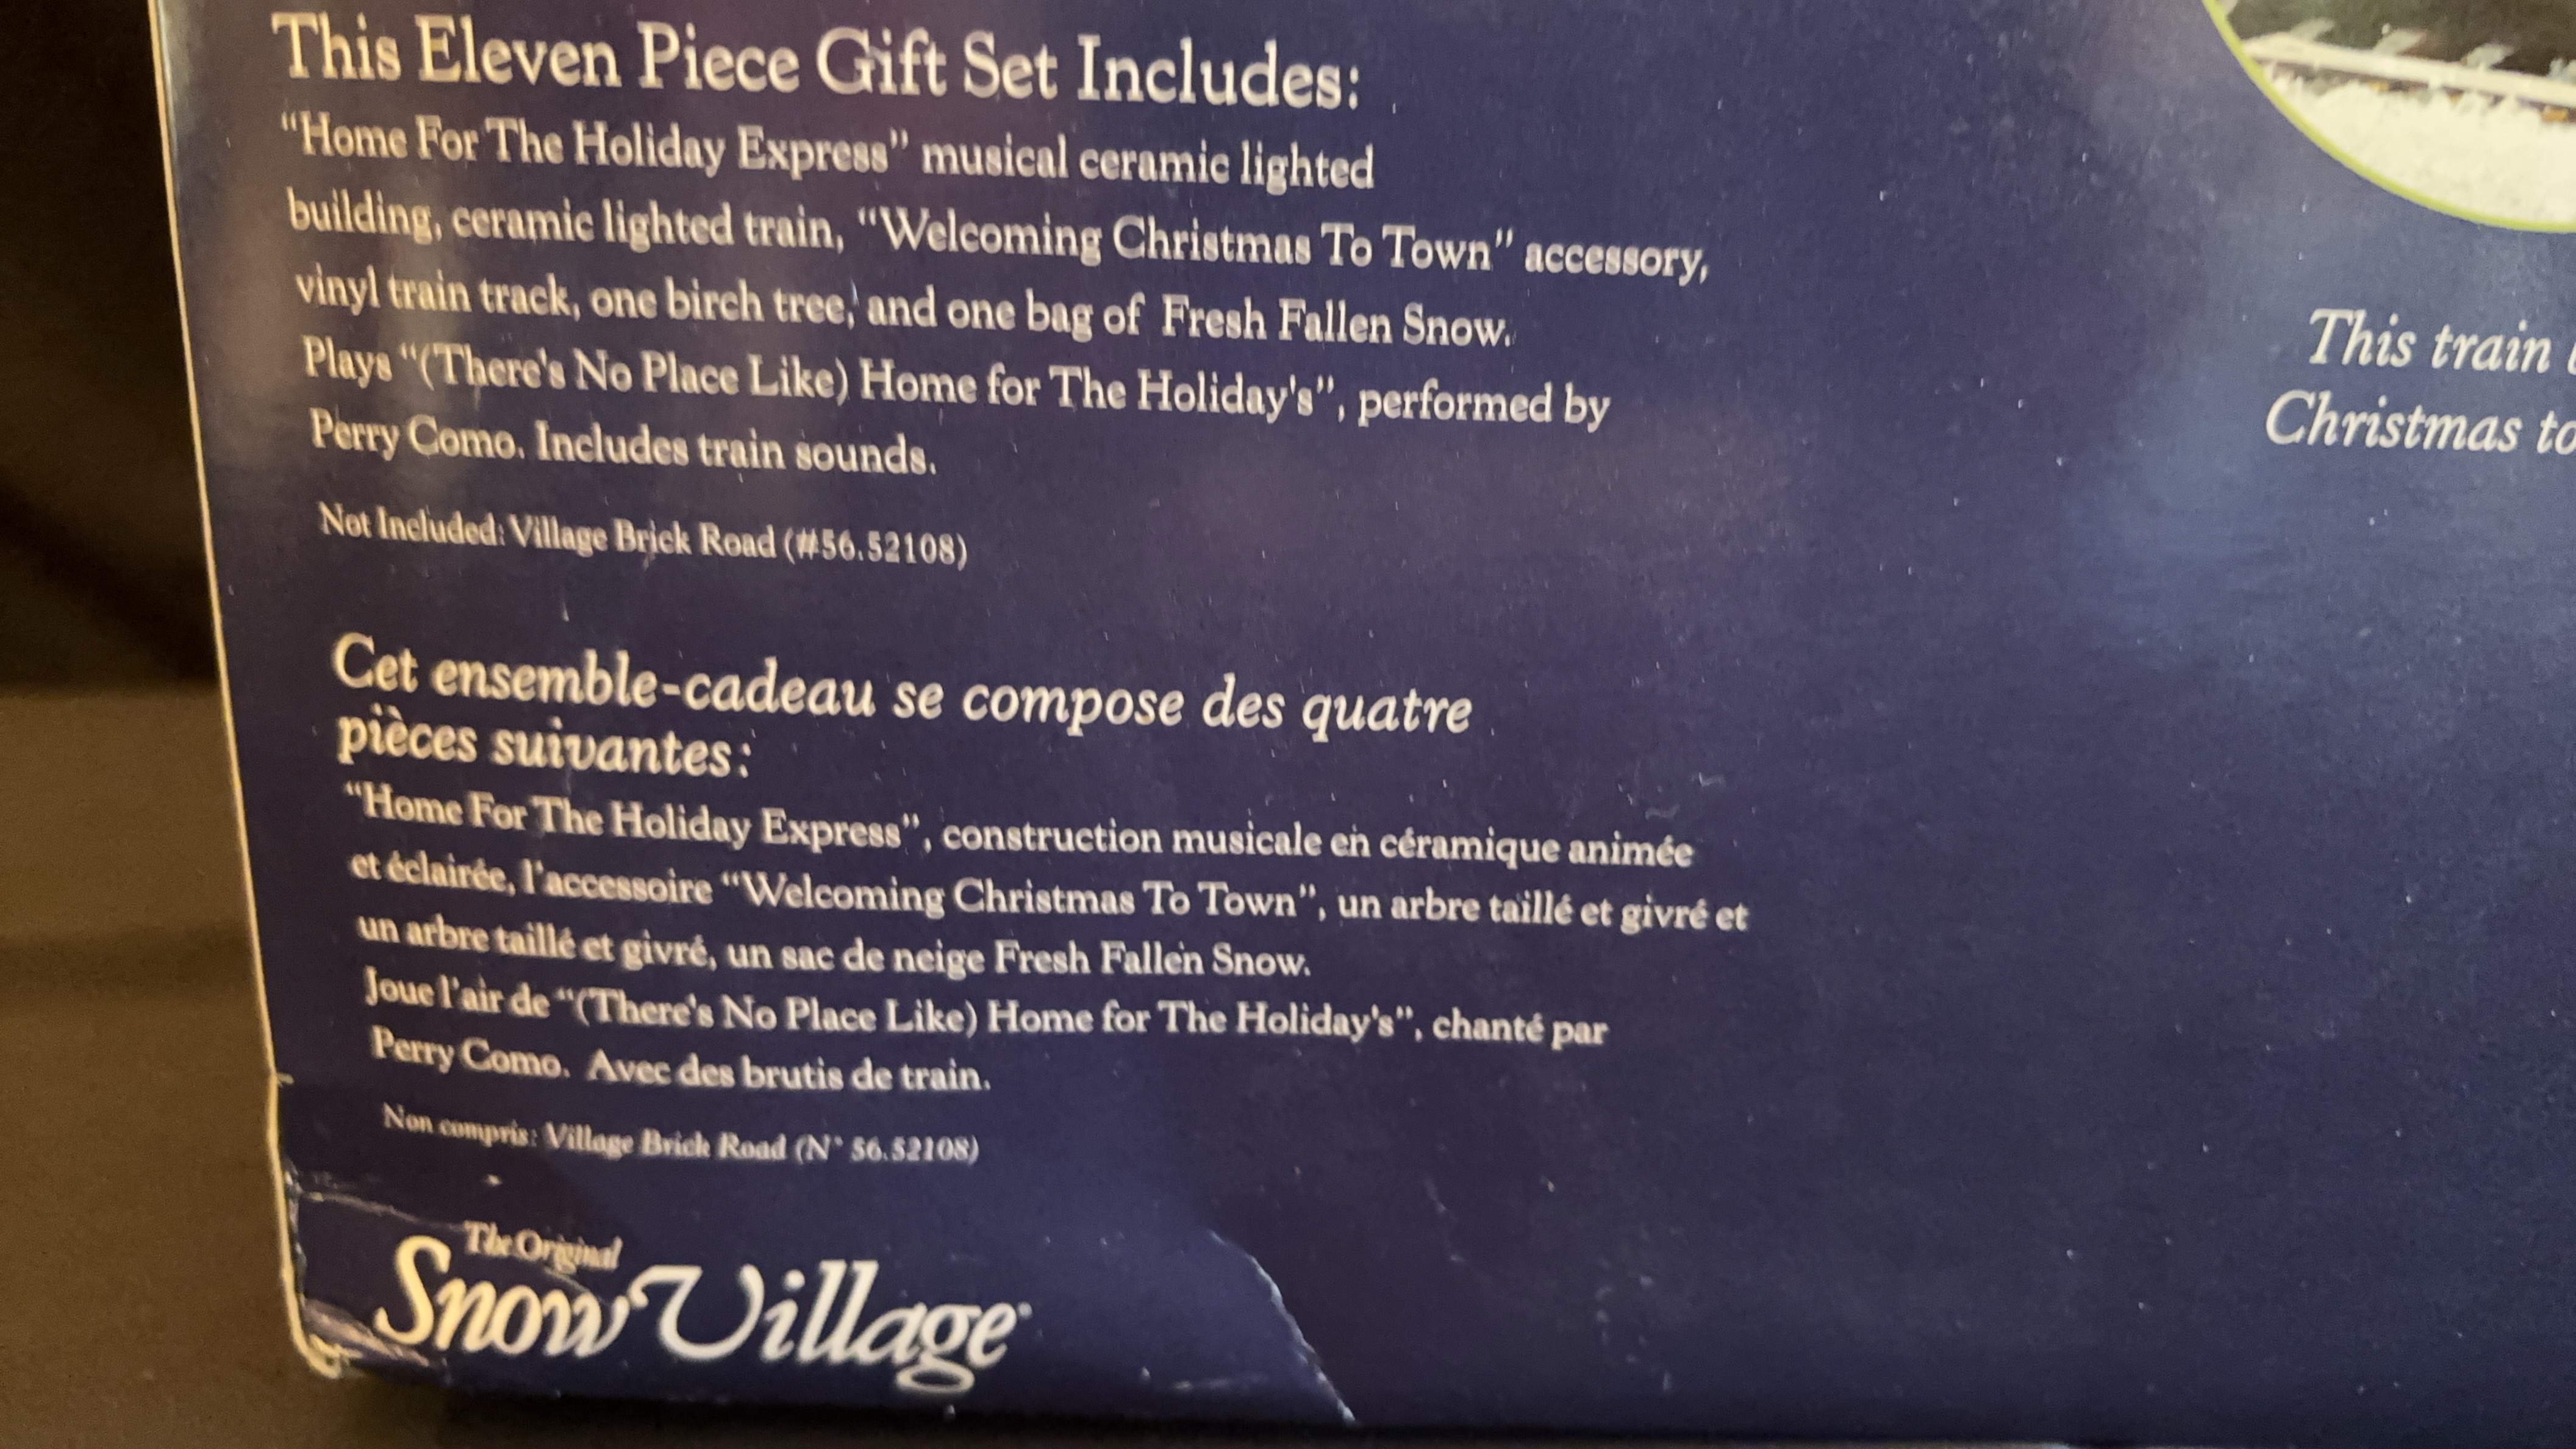 This Eleven Piece Gift Set Includes:
“Home For The Holiday Express” musical ceramic lighted
building, ceramic lighted train, “Welcoming Christmas To Town” accessory,
vinyl train track, one birch tree, and one bag of Fresh Fallen Snow.
Plays “(There's No Place Like) Home for The Holiday's”, performed by
Perry Como. Includes train sounds.
Not Included: Village Brick Road (#56.52108)
Cet ensemble-cadeau se compose des quatre
pièces suivantes:
“Home For The Holiday Express”, construction musicale en céramique animée
et éclairée, l'accessoire “Welcoming Christmas To Town”, un arbre taillé et givré et
un arbre taillé et givré, un sac de neige Fresh Fallen Snow.
Joue l'air de “(There's No Place Like) Home for The Holiday's”, chanté par
Perry Como. Avec des brutis de train.
Non compris: Village Brick Road (N° 56.52108)
The Original
Snow Village
This train
Christmas to